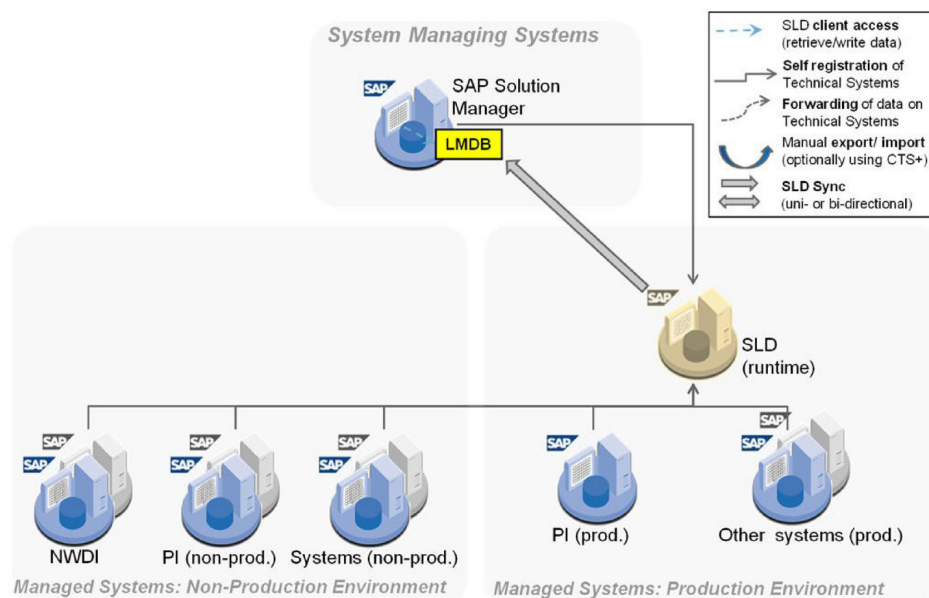 System Managing Systems
SAP
SAP Solution
Manager
LMDB
SLD client access
(retrieve/write data)
Self registration of
Technical Systems
Forwarding of data on
Technical Systems
Manual export/ import
(optionally using CTS+)
SLD Sync
(uni- or bi-directional)
SAP
SLD
(runtime)
SAP
SAP
NWDI
SAP
SAP
PI (non-prod.)
SAP
SAP
Systems (non-prod.)
SAP
PI (prod.)
SAP
SAP
Other systems (prod.)
Managed Systems: Non-Production Environment
Managed Systems: Production Environment